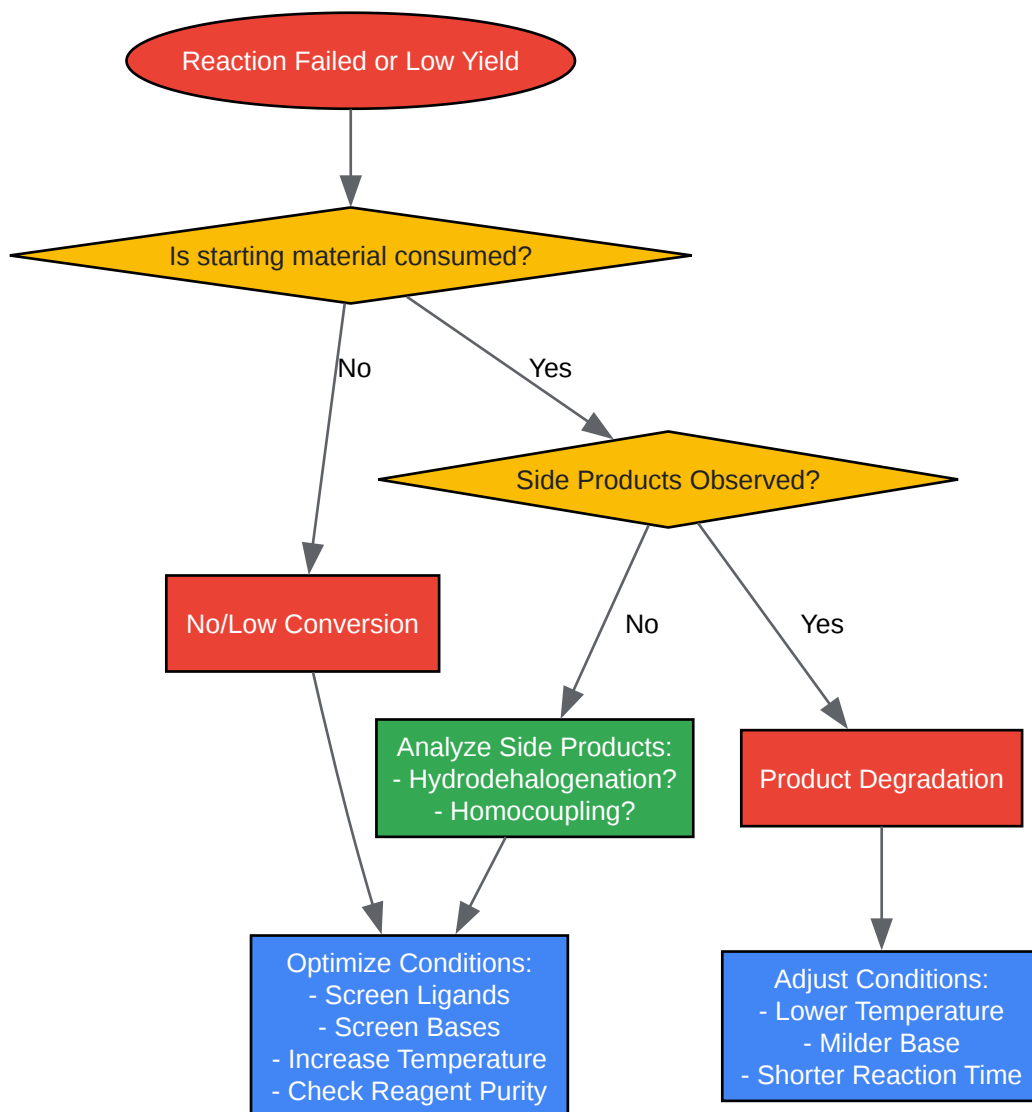 Reaction Failed or Low Yield
Is starting material consumed?
No
Yes
Side Products Observed?
No/Low Conversion
No
Yes
Analyze Side Products:
- Hydrodehalogenation?
- Homocoupling?
Product Degradation
Optimize Conditions:
- Screen Ligands
- Screen Bases
- Increase Temperature
- Check Reagent Purity
Adjust Conditions:
- Lower Temperature
- Milder Base
- Shorter Reaction Time